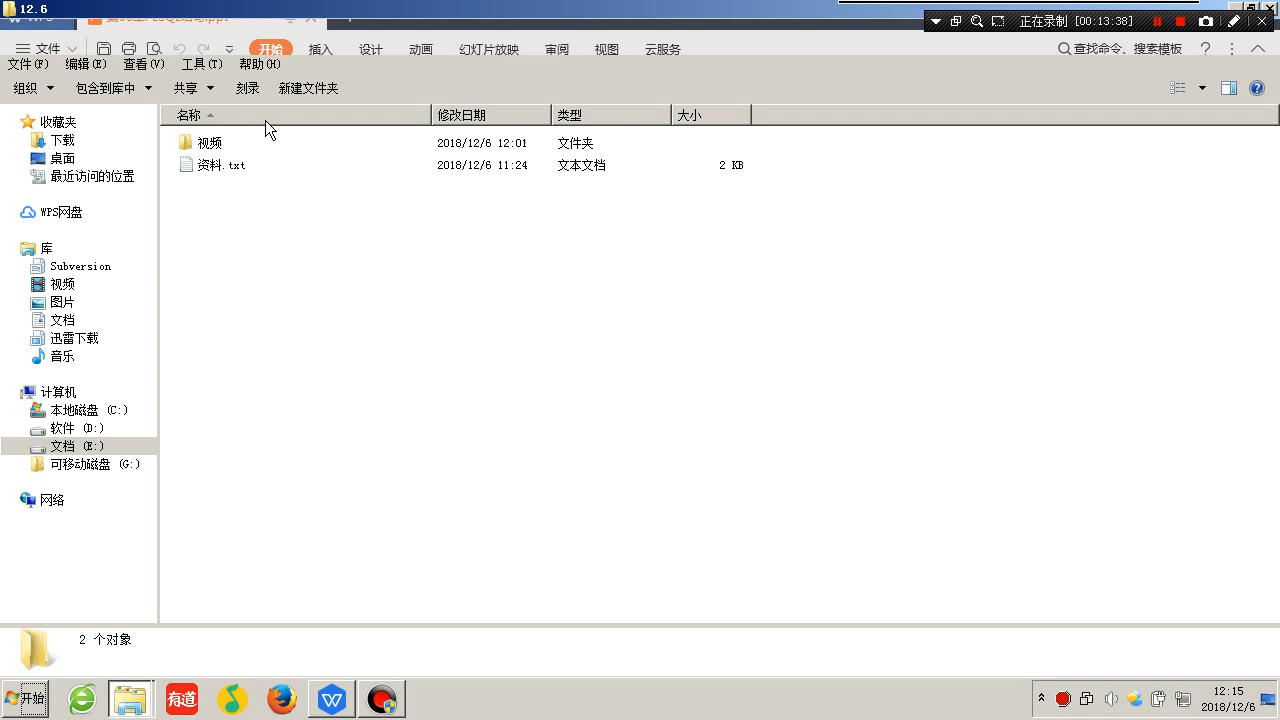 12.6
正在录制 [00:13:38]
文件
开始
插入
设计
动画
幻灯片放映
审阅
视图
云服务
查找命令、搜索模板
文件(F)
编辑(E)
查看(V)
工具(T)
帮助(H)
组织
包含到库中
共享
刻录
新建文件夹
名称
修改日期
类型
大小
视频
2018/12/6 12:01
文件夹
资料.txt
2018/12/6 11:24
文本文档
2 KB
收藏夹
下载
桌面
最近访问的位置
WPS网盘
库
Subversion
视频
图片
文档
迅雷下载
音乐
计算机
本地磁盘 (C:)
软件 (D:)
文档 (E:)
可移动磁盘 (G:)
网络
2 个对象
开始
有道
12:15
2018/12/6